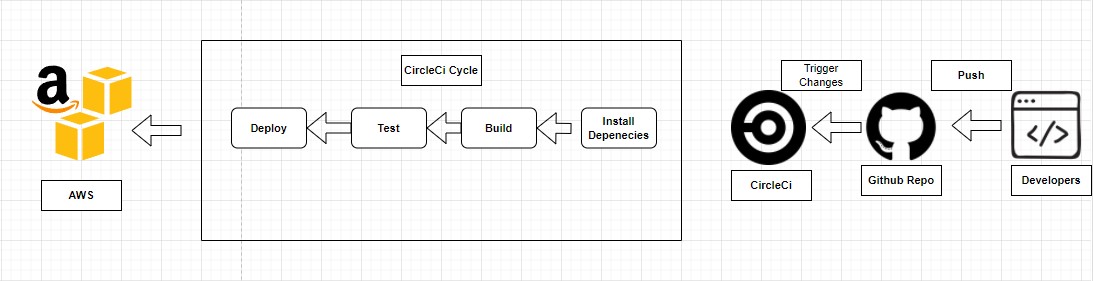 CircleCi Cycle
Trigger
Changes
Push
Deploy
Test
Build
Install
Depenecies
AWS
CircleCi
Github Repo
Developers